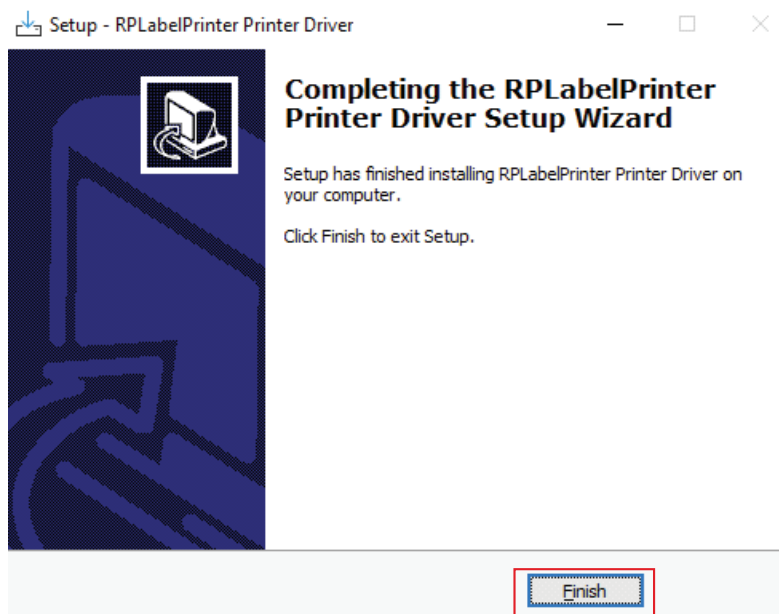 Setup - RPLabelPrinter Printer Driver
Completing the RPLabelPrinter
Printer Driver Setup Wizard
Setup has finished installing RPLabelPrinter Printer Driver on
your computer.
Click Finish to exit Setup.
Finish